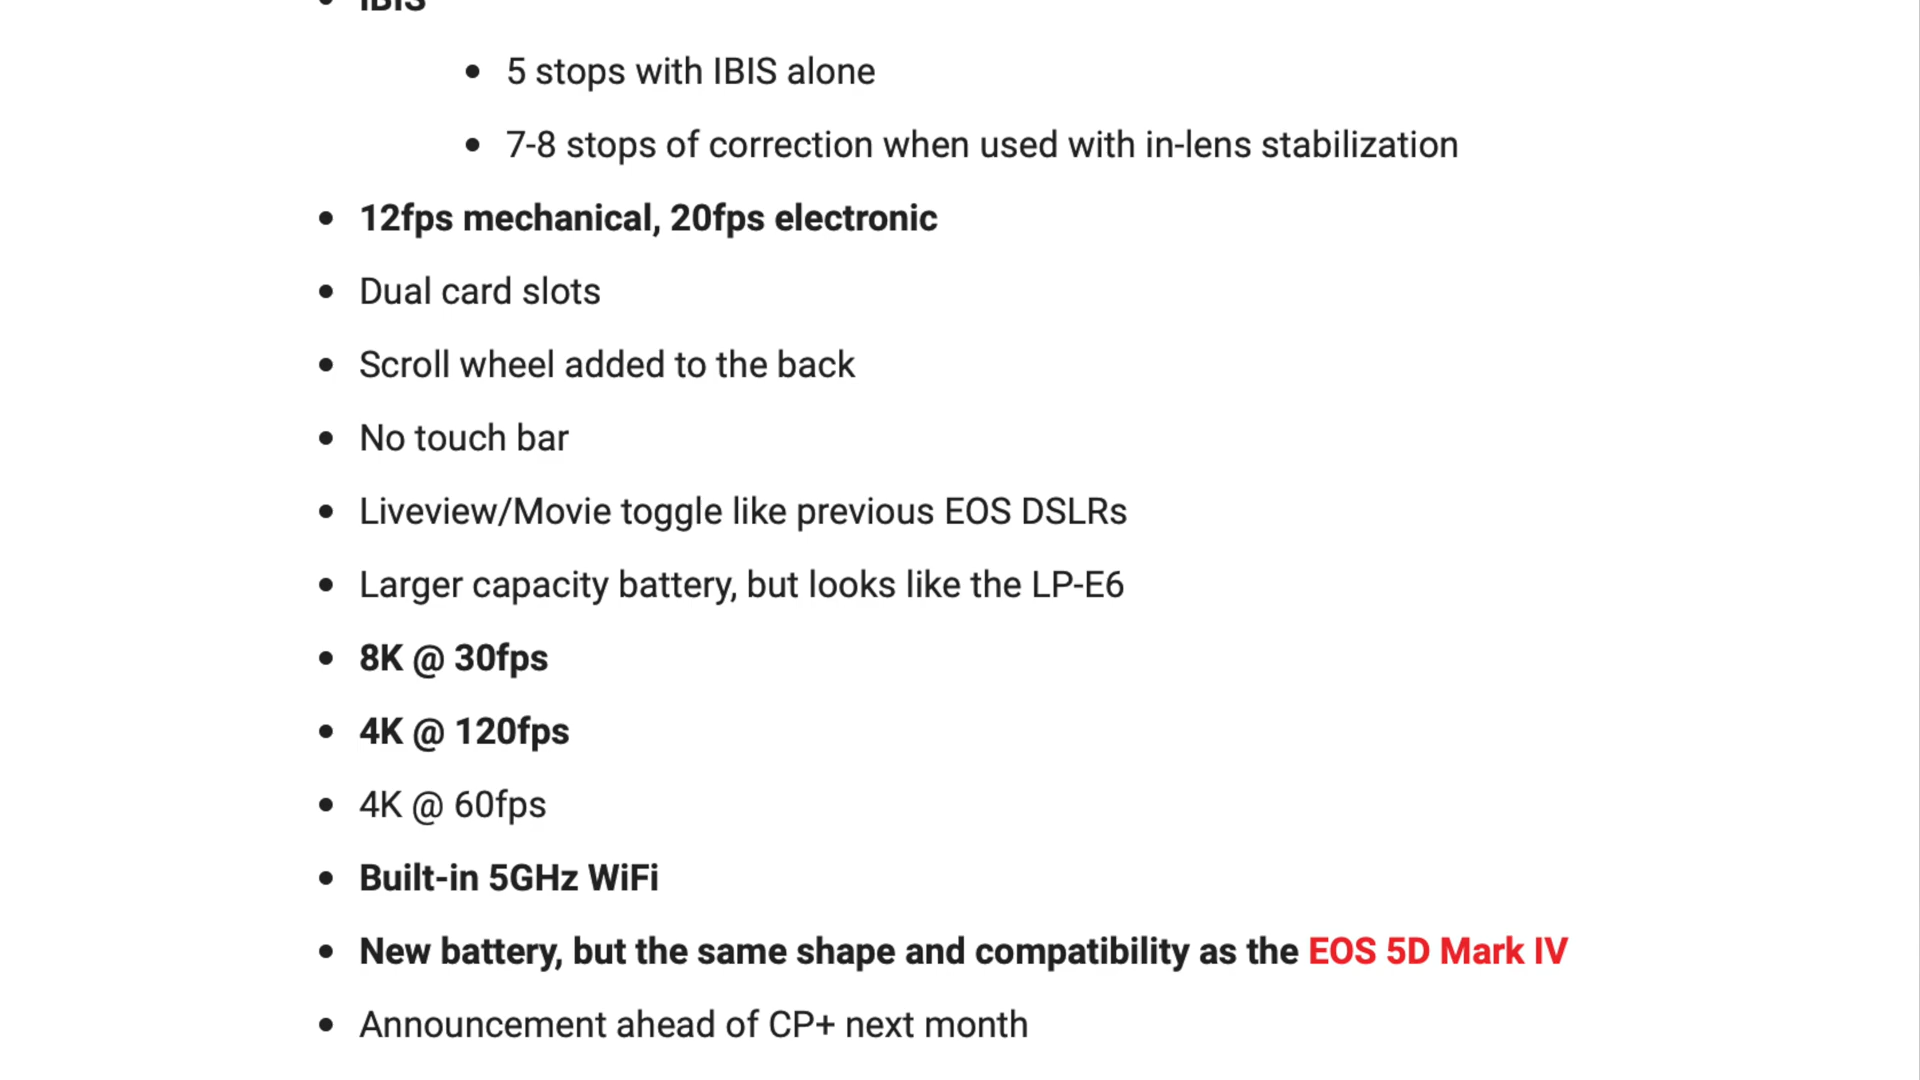 IBIS
5 stops with IBIS alone
7-8 stops of correction when used with in-lens stabilization
12fps mechanical, 20fps electronic
Dual card slots
Scroll wheel added to the back
No touch bar
Liveview/Movie toggle like previous EOS DSLRs
Larger capacity battery, but looks like the LP-E6
8K @ 30fps
4K @ 120fps
4K @ 60fps
Built-in 5GHz WiFi
New battery, but the same shape and compatibility as the EOS 5D Mark IV
Announcement ahead of CP+ next month